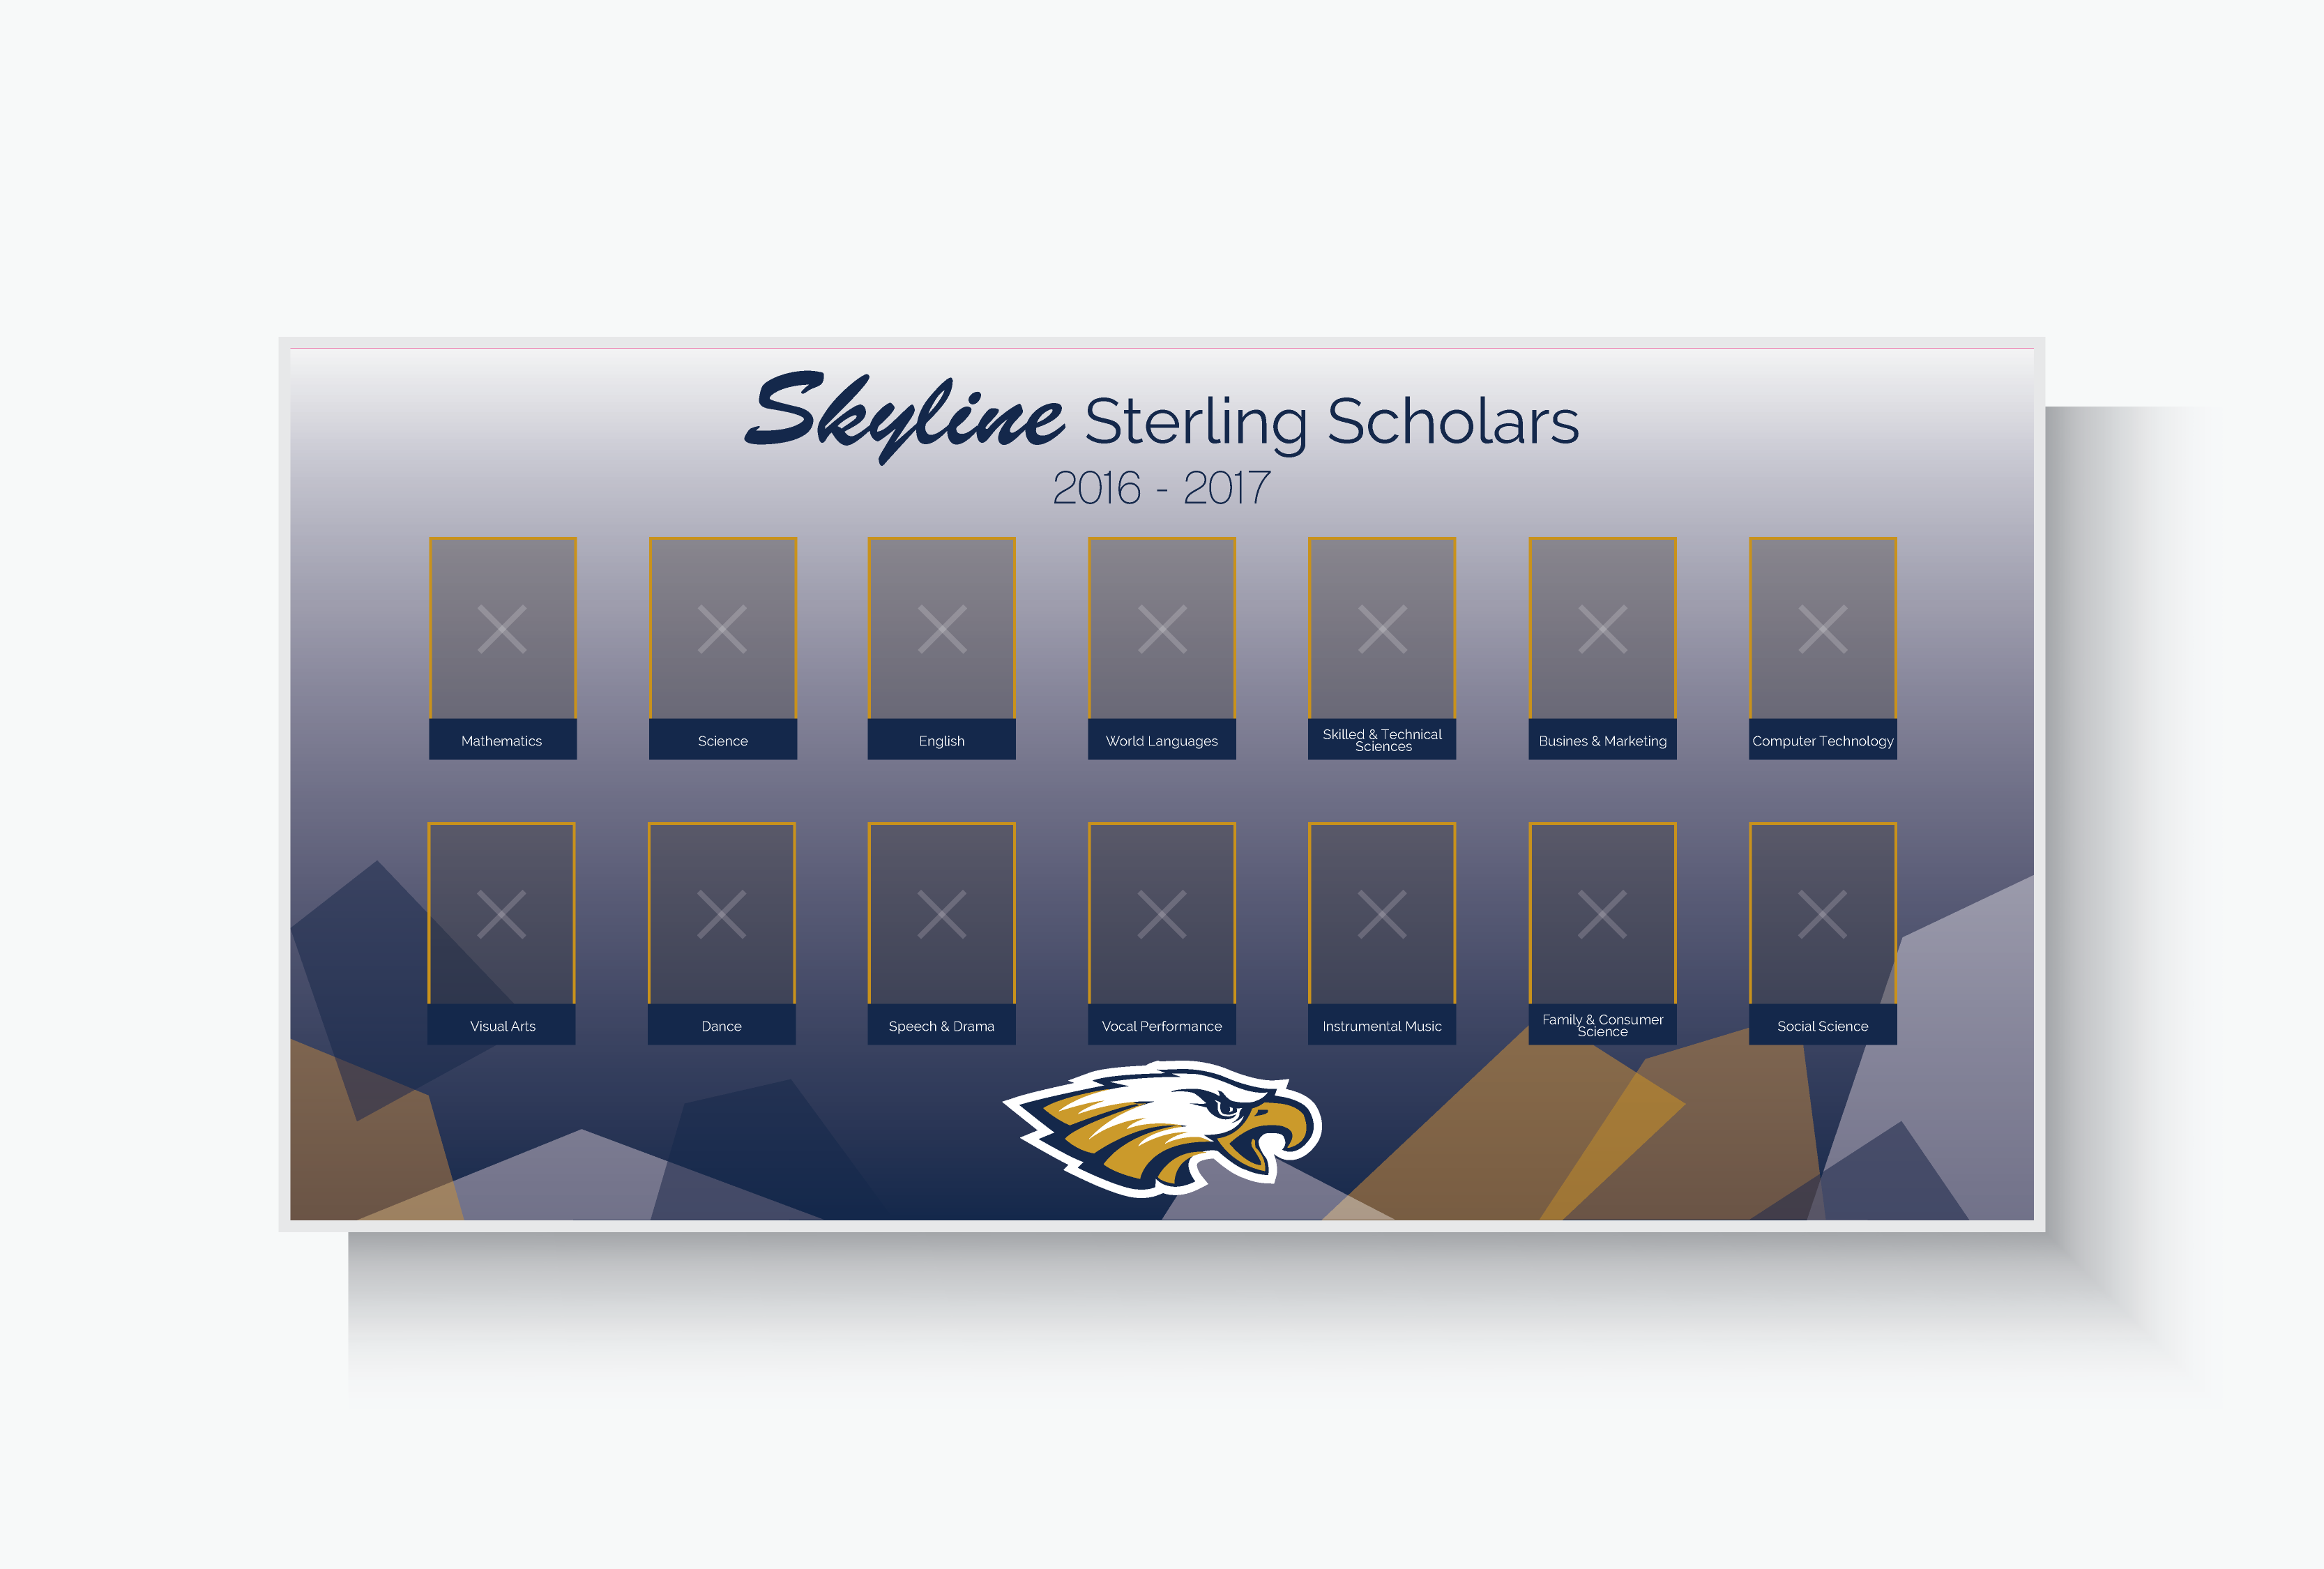 Skyline Sterling Scholars
2016 - 2017
Mathematics
Science
English
World Languages
Skilled & Technical
Sciences
Busines & Marketing
Computer Technology
Visual Arts
Dance
Speech & Drama
Vocal Performance
Instrumental Music
Family & Consumer
Science
Social Science